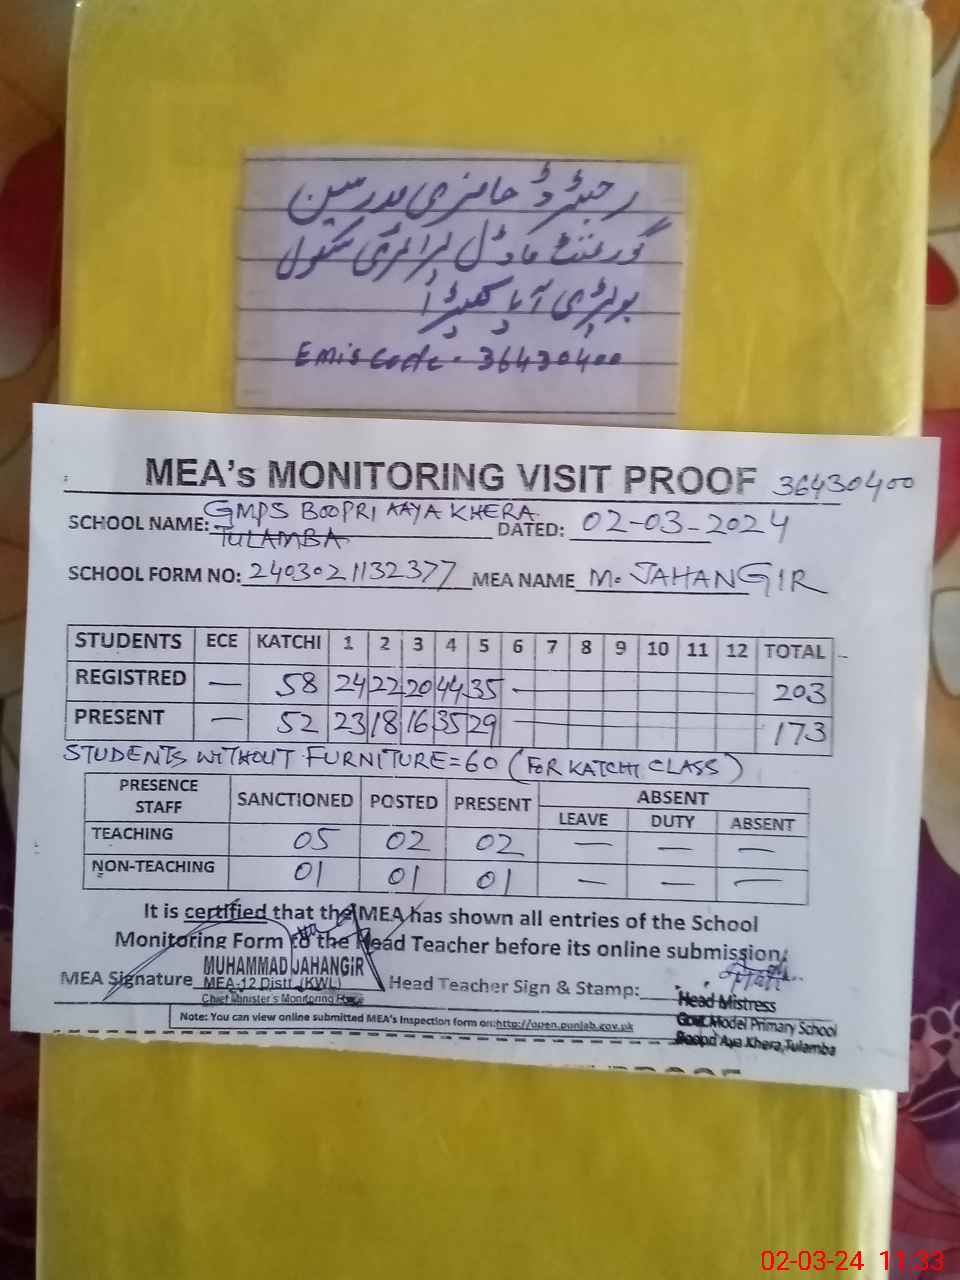 رجسٹرڈ حاضری مدرسین
گورنمنٹ ماڈل پرائمری سکول
بوپڑی آیا کھیڑا
Emis Code. 36430400
MEA's MONITORING VISIT PROOF 36430400
SCHOOL NAME: GMPS BOOPRI AAYA KHERA DATED: 02-03-2024
TULAMBA
SCHOOL FORM NO: 2403021132377 MEA NAME M. JAHANGIR
STUDENTS ECE KATCHI 1 2 3 4 5 6 7 8 9 10 11 12 TOTAL
REGISTRED — 58 24 22 20 44 35 — 203
PRESENT — 52 23 18 16 35 29 — 173
STUDENTS WITHOUT FURNITURE = 60 (FOR KATCHI CLASS)
PRESENCE STAFF SANCTIONED POSTED PRESENT ABSENT
LEAVE DUTY ABSENT
TEACHING 05 02 02 — — —
NON-TEACHING 01 01 01 — — —
It is certified that the MEA has shown all entries of the School
Monitoring Form to the Head Teacher before its online submission.
MEA Signature MUHAMMAD JAHANGIR Head Teacher Sign & Stamp:
MEA-12 Distt. (KWL)
Chief Minister's Monitoring Force
Head Mistress
Govt. Model Primary School
Boopri Aya Khera, Tulamba
Note: You can view online submitted MEA's Inspection form on:http://open.punjab.gov.pk
02-03-24 11:33